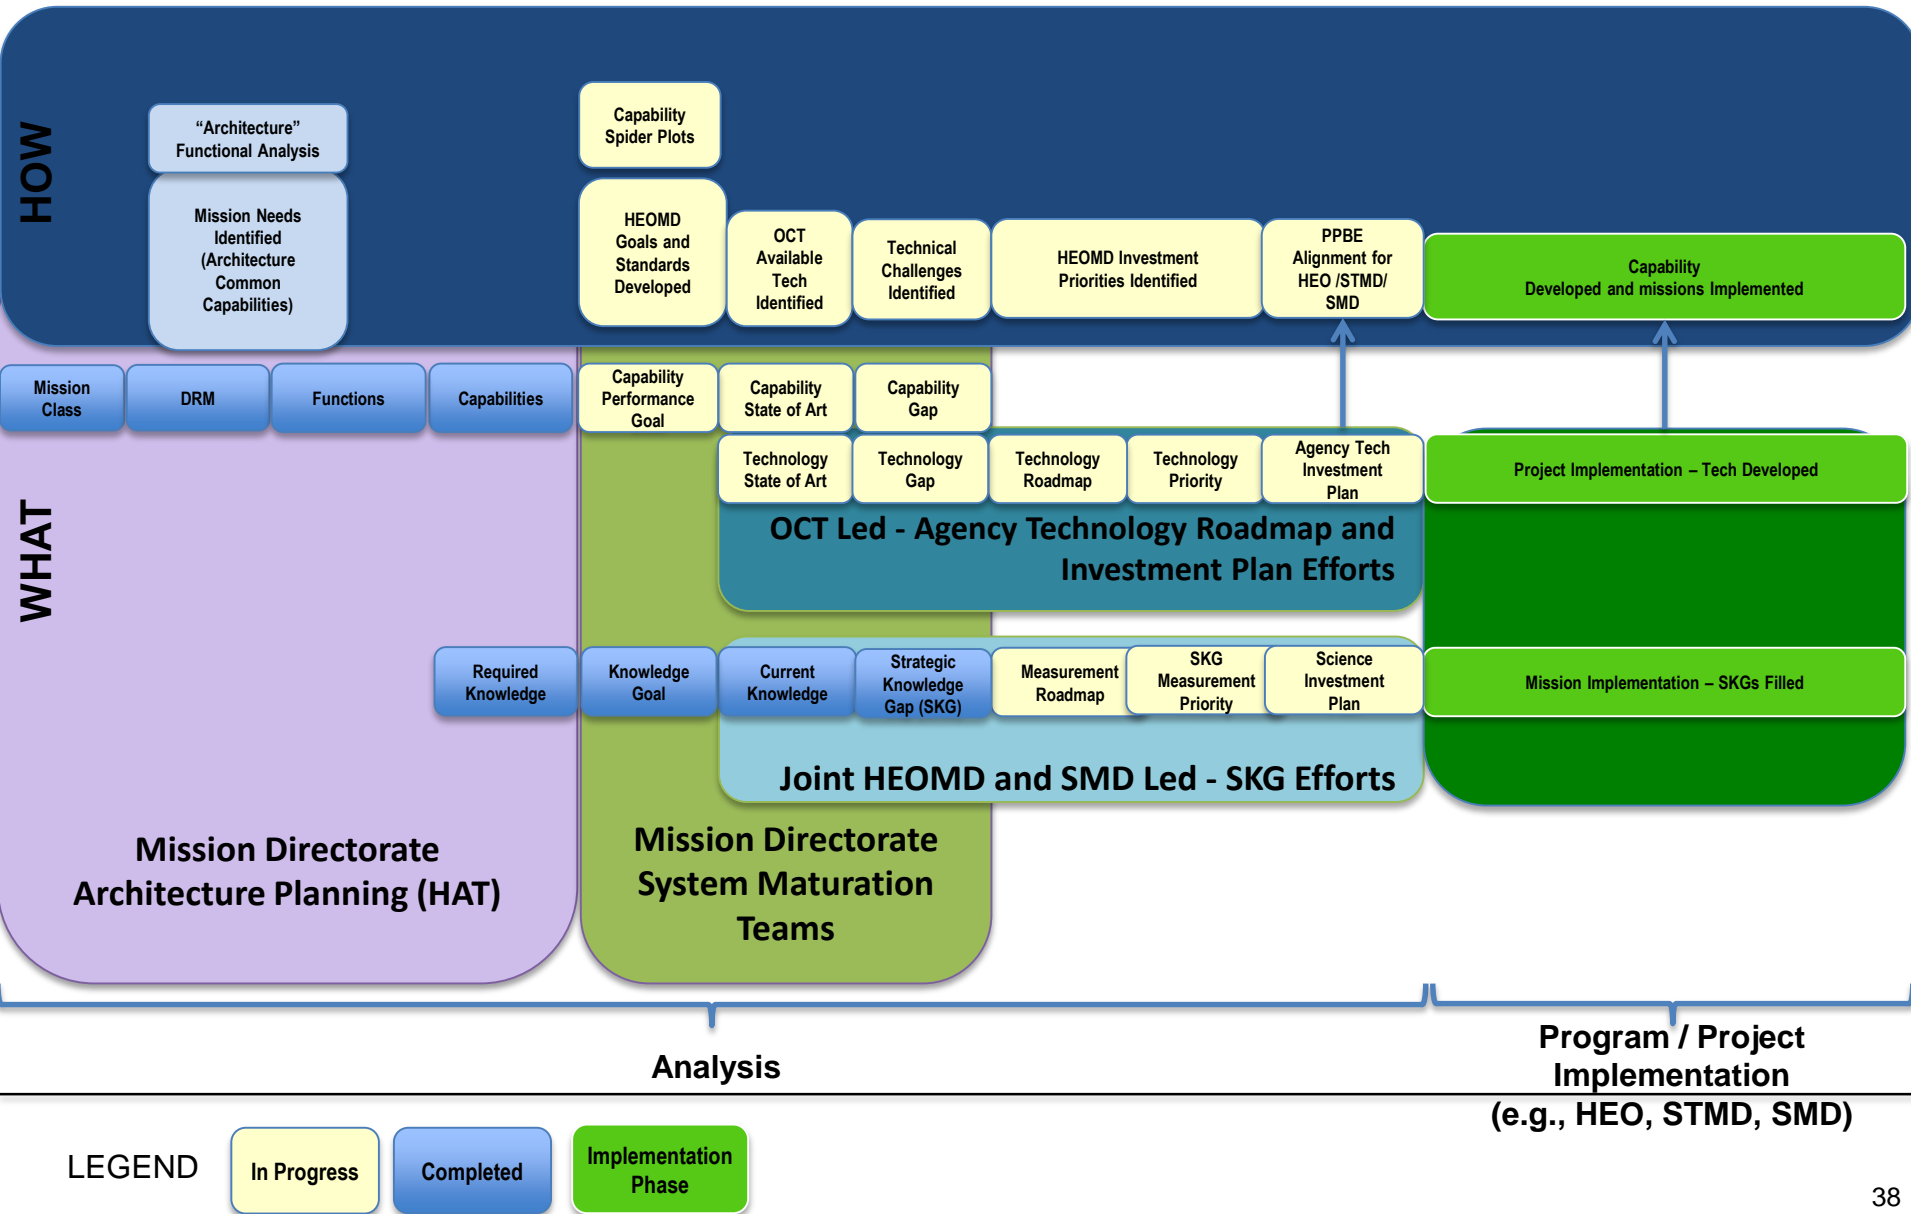 HOW
“Architecture”
Functional Analysis
Mission Needs
Identified
(Architecture
Common
Capabilities)
Capability
Spider Plots
HEOMD
Goals and
Standards
Developed
OCT
Available
Tech
Identified
Technical
Challenges
Identified
HEOMD Investment
Priorities Identified
PPBE
Alignment for
HEO /STMD/
SMD
Capability
Developed and missions Implemented
WHAT
Mission
Class
DRM
Functions
Capabilities
Capability
Performance
Goal
Capability
State of Art
Capability
Gap
Technology
State of Art
Technology
Gap
Technology
Roadmap
Technology
Priority
Agency Tech
Investment
Plan
Project Implementation – Tech Developed
OCT Led - Agency Technology Roadmap and
Investment Plan Efforts
Required
Knowledge
Knowledge
Goal
Current
Knowledge
Strategic
Knowledge
Gap (SKG)
Measurement
Roadmap
SKG
Measurement
Priority
Science
Investment
Plan
Mission Implementation – SKGs Filled
Joint HEOMD and SMD Led - SKG Efforts
Mission Directorate
Architecture Planning (HAT)
Mission Directorate
System Maturation
Teams
Analysis
Program / Project
Implementation
(e.g., HEO, STMD, SMD)
LEGEND
In Progress
Completed
Implementation
Phase
38